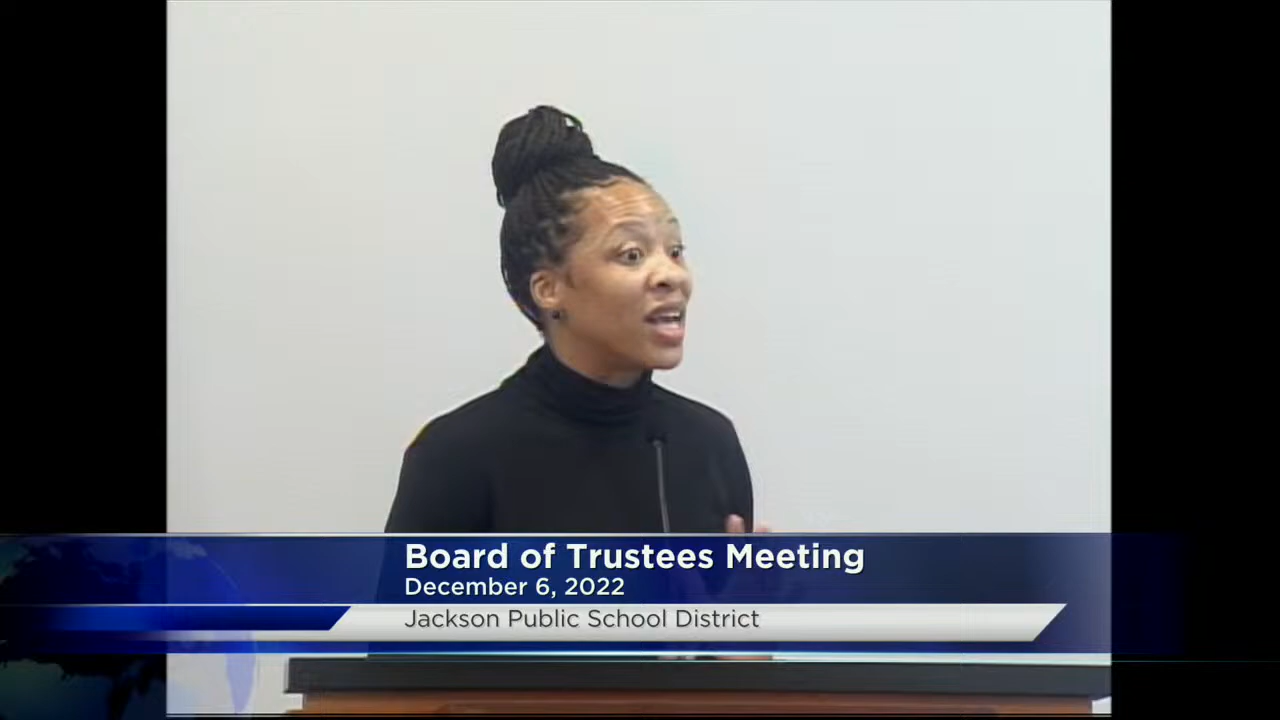 Board of Trustees Meeting
December 6, 2022
Jackson Public School District